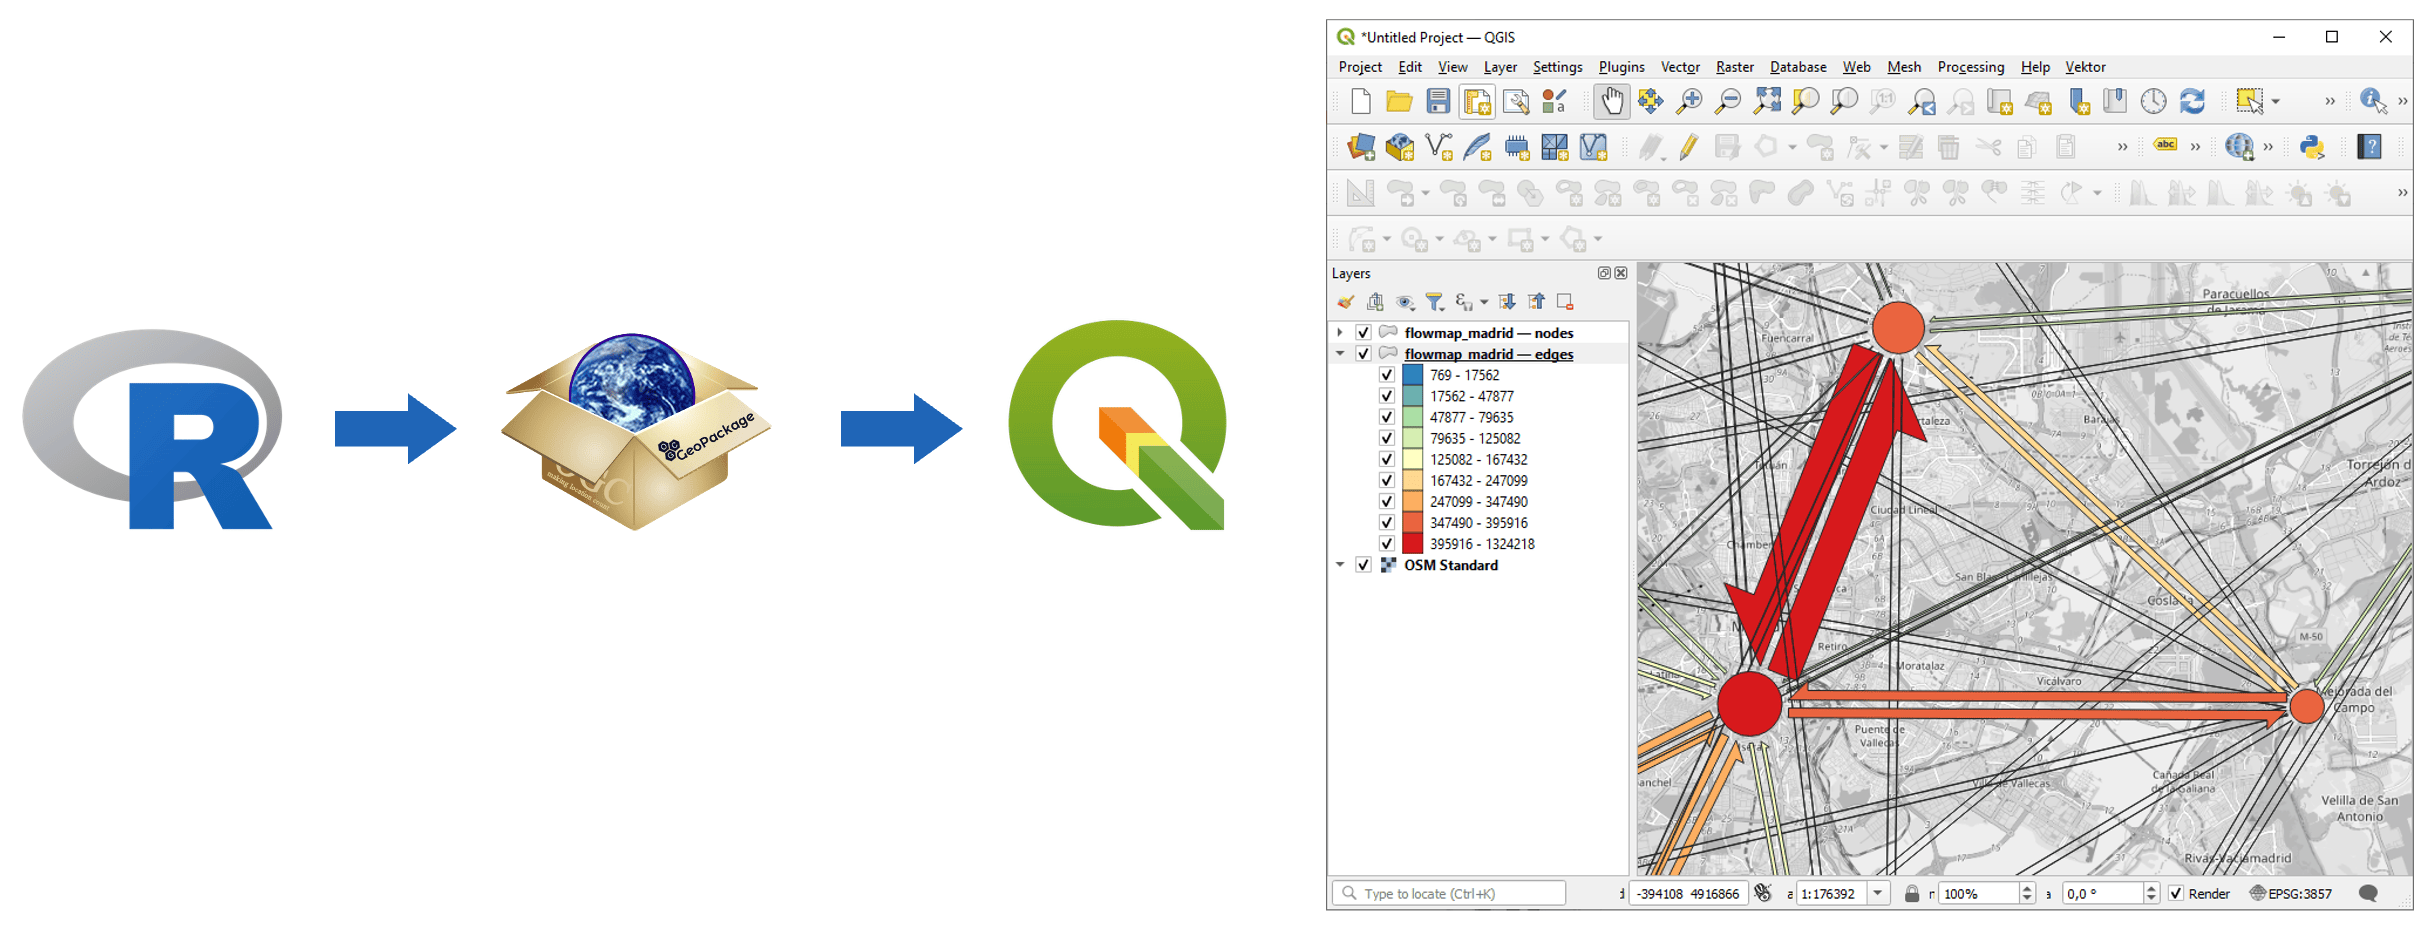 R
GeoPackage
OGC
making location count
*Untitled Project — QGIS
Project Edit View Layer Settings Plugins Vector Raster Database Web Mesh Processing Help Vektor
abc
Layers
flowmap_madrid — nodes
flowmap_madrid — edges
769 - 17562
17562 - 47877
47877 - 79635
79635 - 125082
125082 - 167432
167432 - 247099
247099 - 347490
347490 - 395916
395916 - 1324218
OSM Standard
Paracuellos
de Jarama
Fuencarral
Barajas
Torrejón d
Ardoz
Ciudad Lineal
Chamber
San Blas-Canillejas
Coslada
M-50
Retiro
Moratalaz
Vicálvaro
Mejorada del
Campo
Puente de
Vallecas
anchel
Villa de Vallecas
Cañada Real
de la Galiana
Velilla de San
Antonio
Rivas-Vaciamadrid
Type to locate (Ctrl+K)
-394108 4916866
1:176392
100%
0,0 °
Render
EPSG:3857